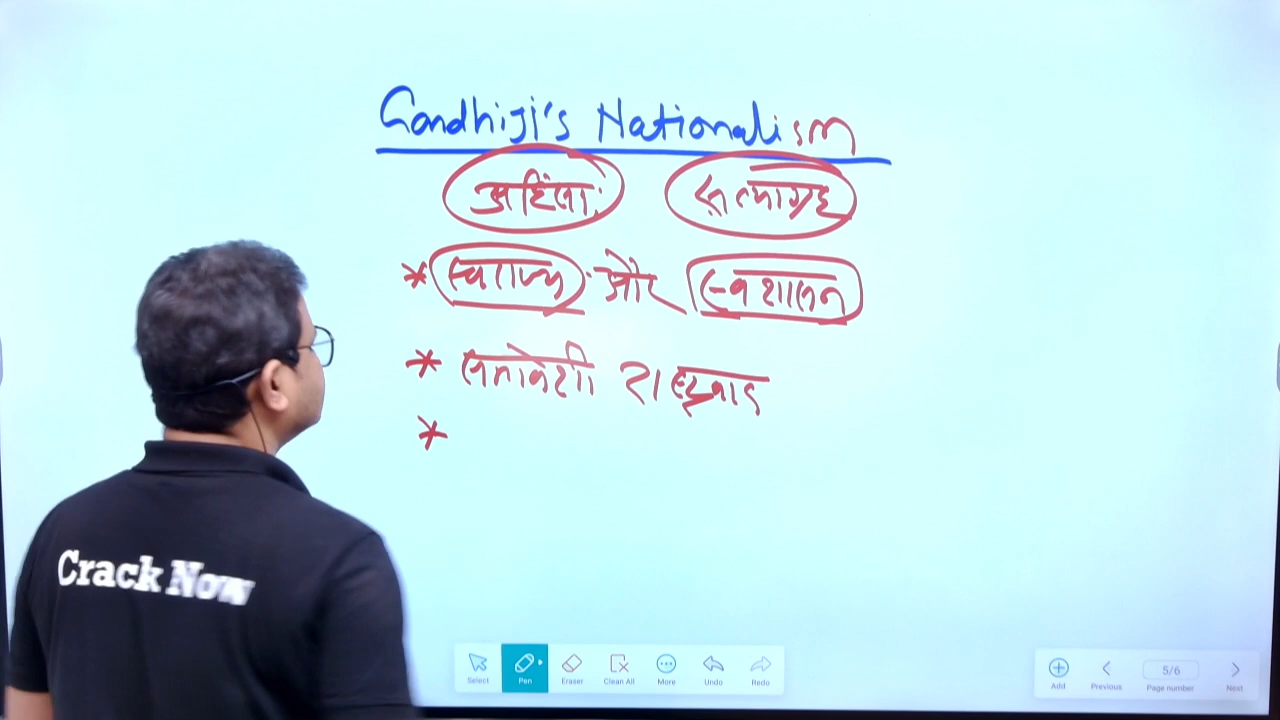 Gandhiji's Nationalism
अहिंसा सत्याग्रह
* स्वराज्य और स्वशासन
* समावेशी राष्ट्रवाद
*
Crack Now
Select Pen Eraser Clean All More Undo Redo
Add Previous 5/6 Page number Next